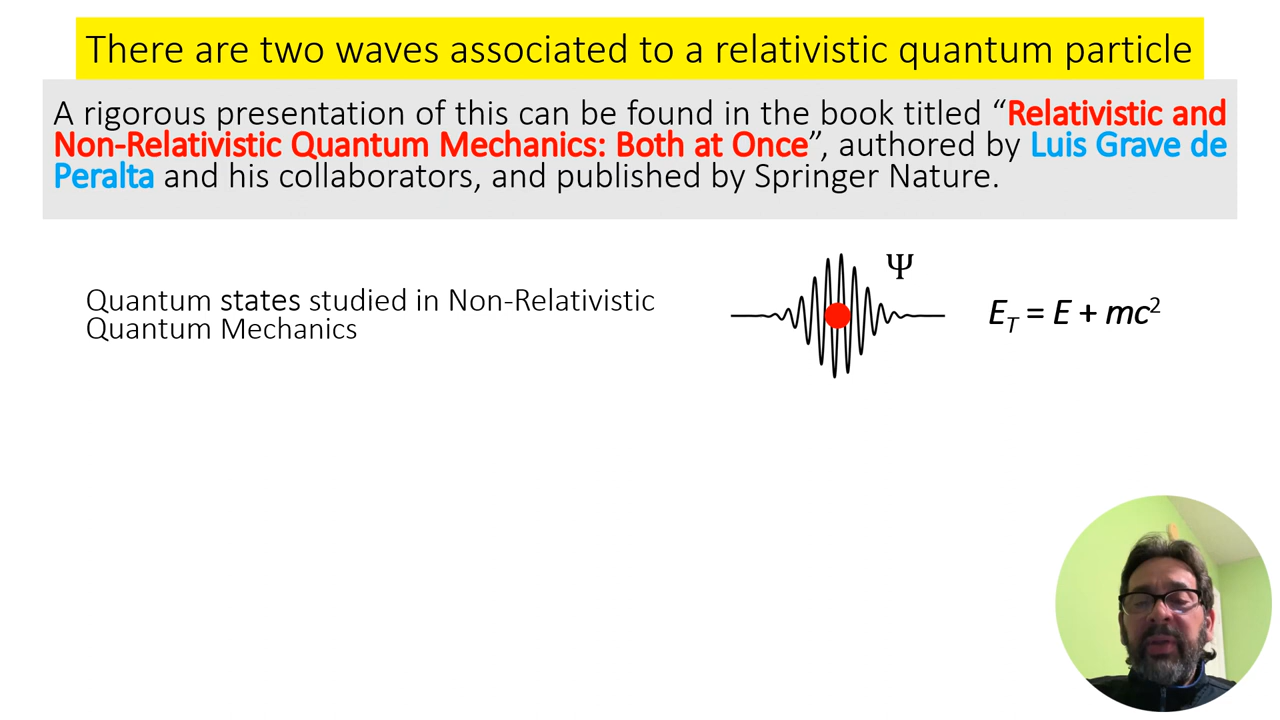 There are two waves associated to a relativistic quantum particle
A rigorous presentation of this can be found in the book titled “Relativistic and
Non-Relativistic Quantum Mechanics: Both at Once”, authored by Luis Grave de
Peralta and his collaborators, and published by Springer Nature.
Ψ
Quantum states studied in Non-Relativistic
Quantum Mechanics
E_T = E + mc²